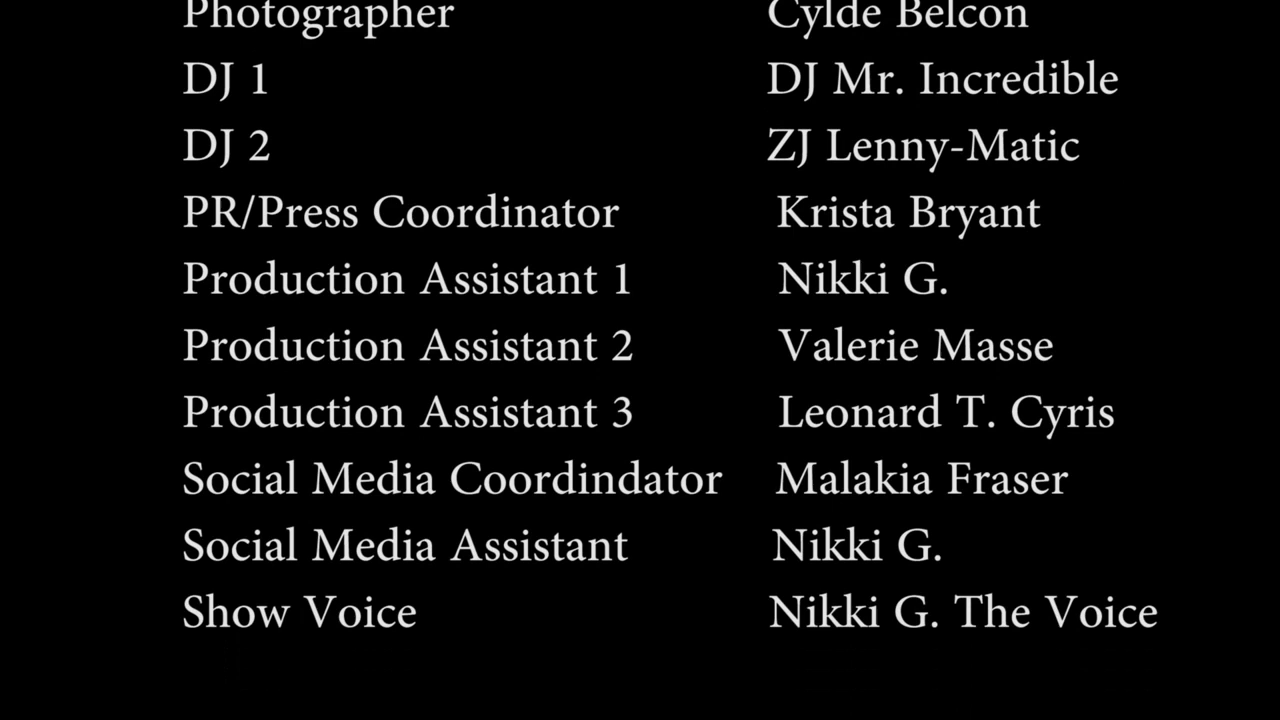 Photographer Cylde Belcon
DJ 1 DJ Mr. Incredible
DJ 2 ZJ Lenny-Matic
PR/Press Coordinator Krista Bryant
Production Assistant 1 Nikki G.
Production Assistant 2 Valerie Masse
Production Assistant 3 Leonard T. Cyris
Social Media Coordindator Malakia Fraser
Social Media Assistant Nikki G.
Show Voice Nikki G. The Voice